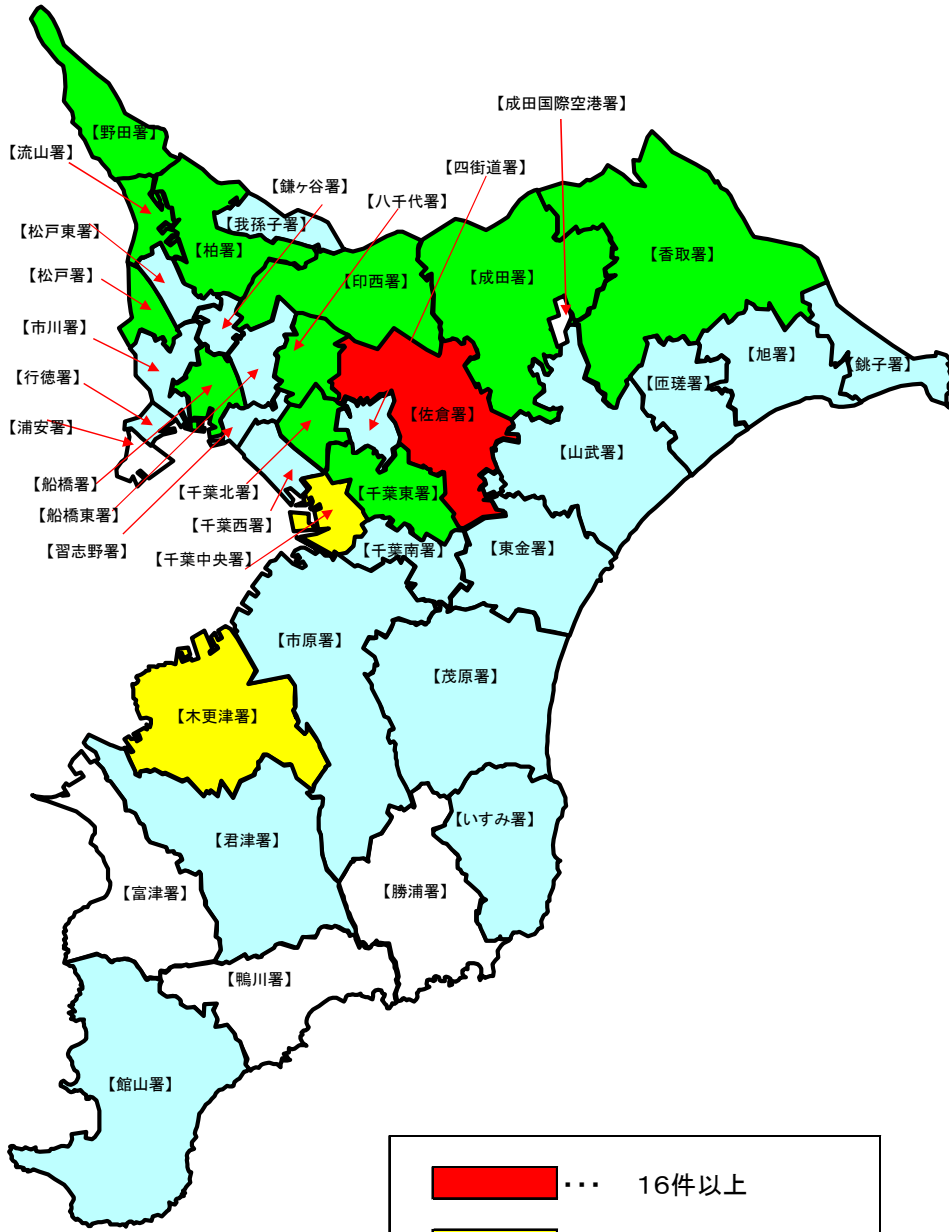 【成田国際空港署】
【野田署】
【流山署】
【鎌ヶ谷署】
【四街道署】
【八千代署】
【我孫子署】
【松戸東署】
【柏署】
【香取署】
【松戸署】
【印西署】
【成田署】
【市川署】
【旭署】
【銚子署】
【行徳署】
【匝瑳署】
【佐倉署】
【浦安署】
【山武署】
【船橋署】
【千葉北署】
【千葉東署】
【船橋東署】
【千葉西署】
【習志野署】
【千葉中央署】
【千葉南署】
【東金署】
【市原署】
【茂原署】
【木更津署】
【いすみ署】
【君津署】
【富津署】
【勝浦署】
【鴨川署】
【館山署】
・・・ 16件以上